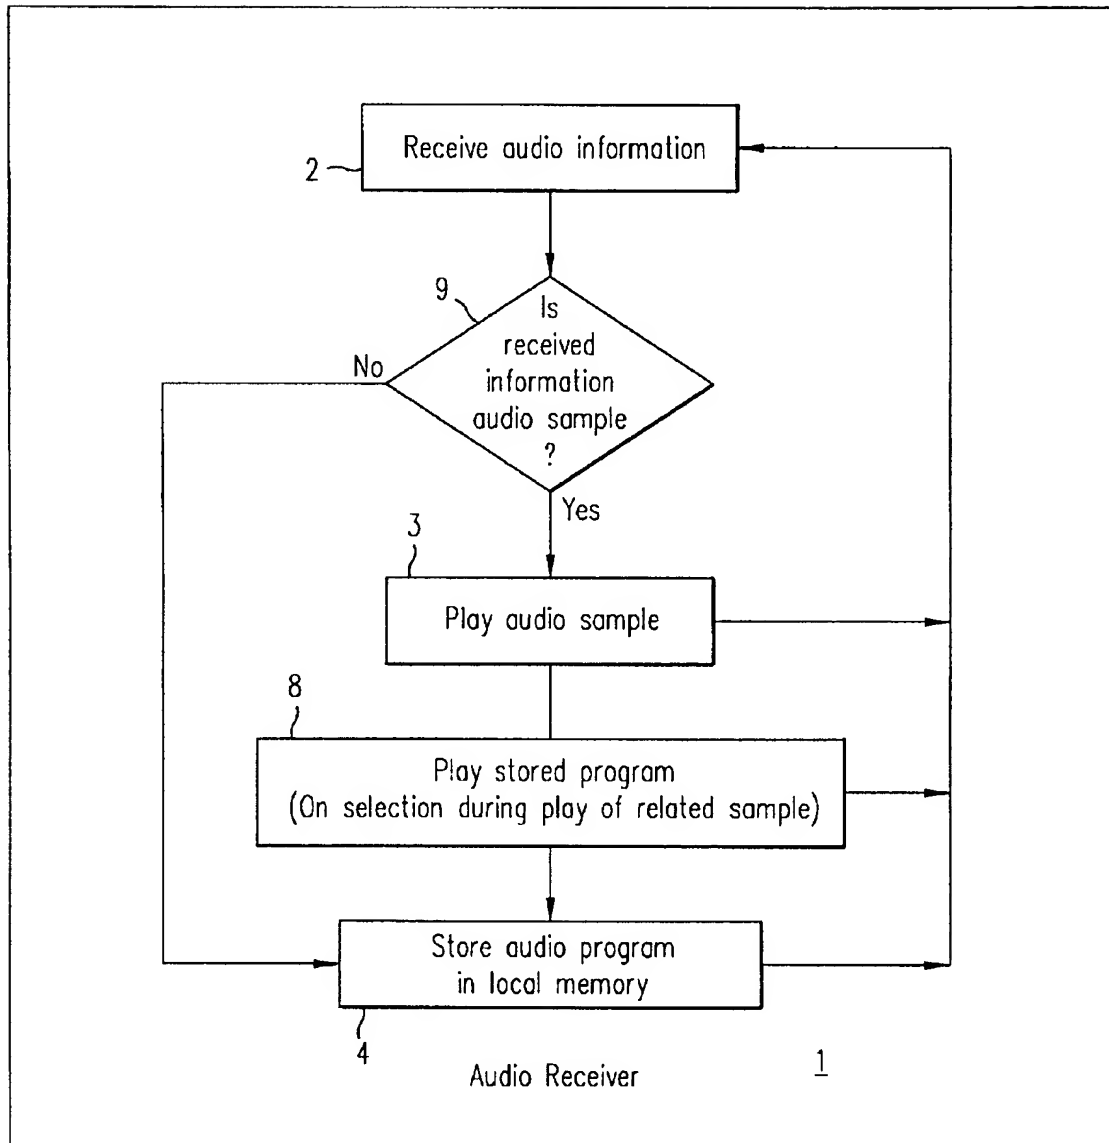 Receive audio information
2
9
Is
received
information
audio sample
?
No
Yes
3
Play audio sample
8
Play stored program
(On selection during play of related sample)
Store audio program
in local memory
4
Audio Receiver
1